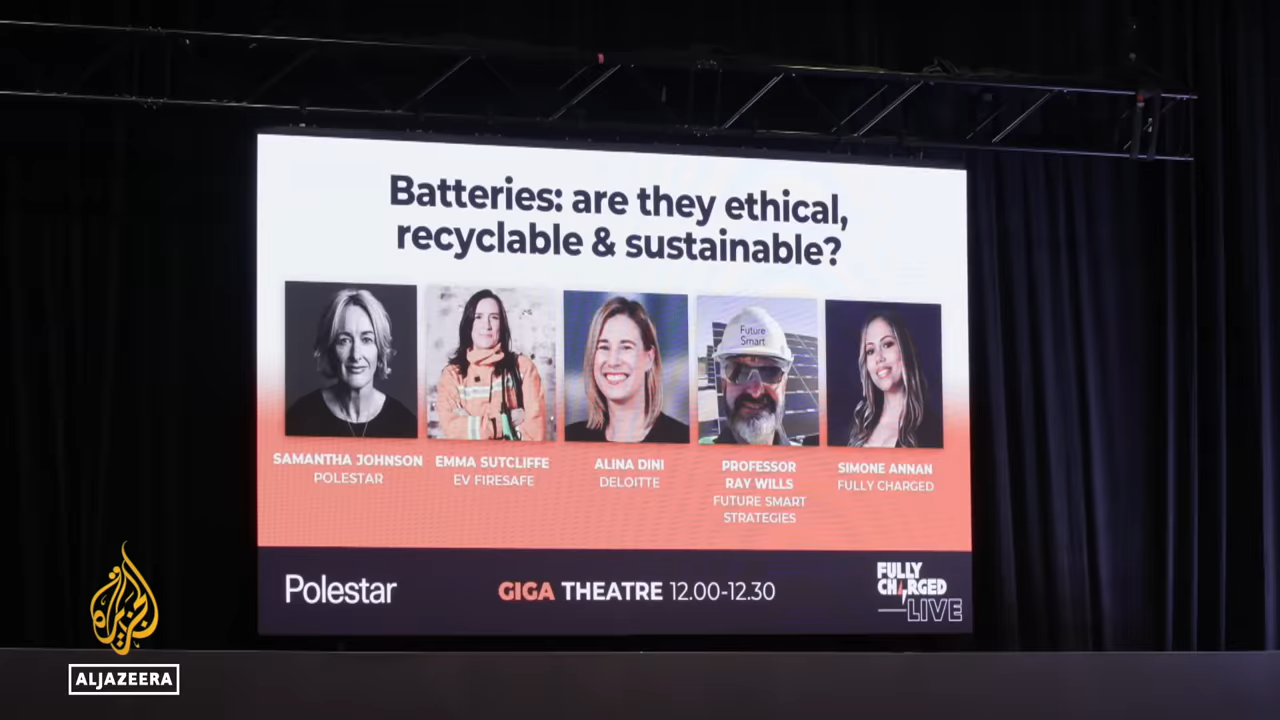 Batteries: are they ethical,
recyclable & sustainable?
Future
Smart
SAMANTHA JOHNSON
POLESTAR
EMMA SUTCLIFFE
EV FIRESAFE
ALINA DINI
DELOITTE
PROFESSOR
RAY WILLS
FUTURE SMART
STRATEGIES
SIMONE ANNAN
FULLY CHARGED
Polestar
GIGA THEATRE 12.00-12.30
FULLY
CHARGED
LIVE
الجزيرة
ALJAZEERA